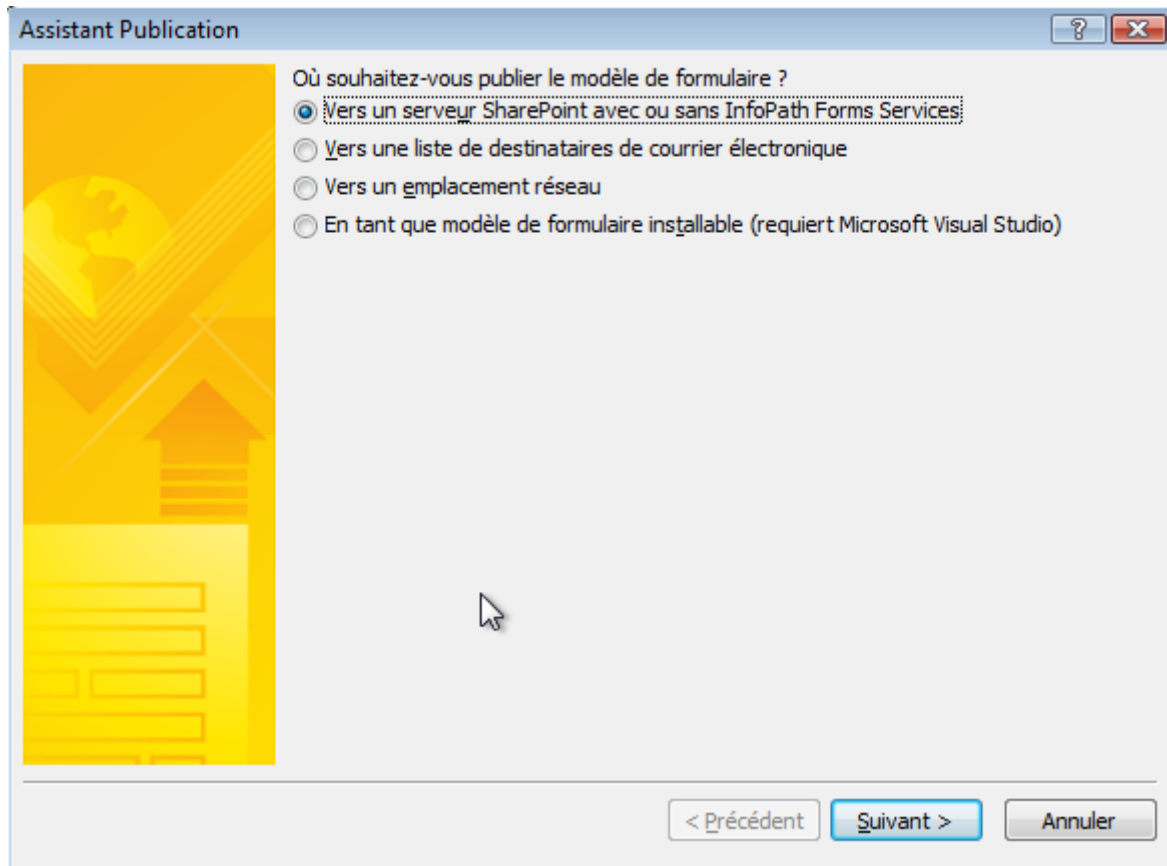 Assistant Publication
Où souhaitez-vous publier le modèle de formulaire ?
Vers un serveur SharePoint avec ou sans InfoPath Forms Services
Vers une liste de destinataires de courrier électronique
Vers un emplacement réseau
En tant que modèle de formulaire installable (requiert Microsoft Visual Studio)
< Précédent Suivant > Annuler